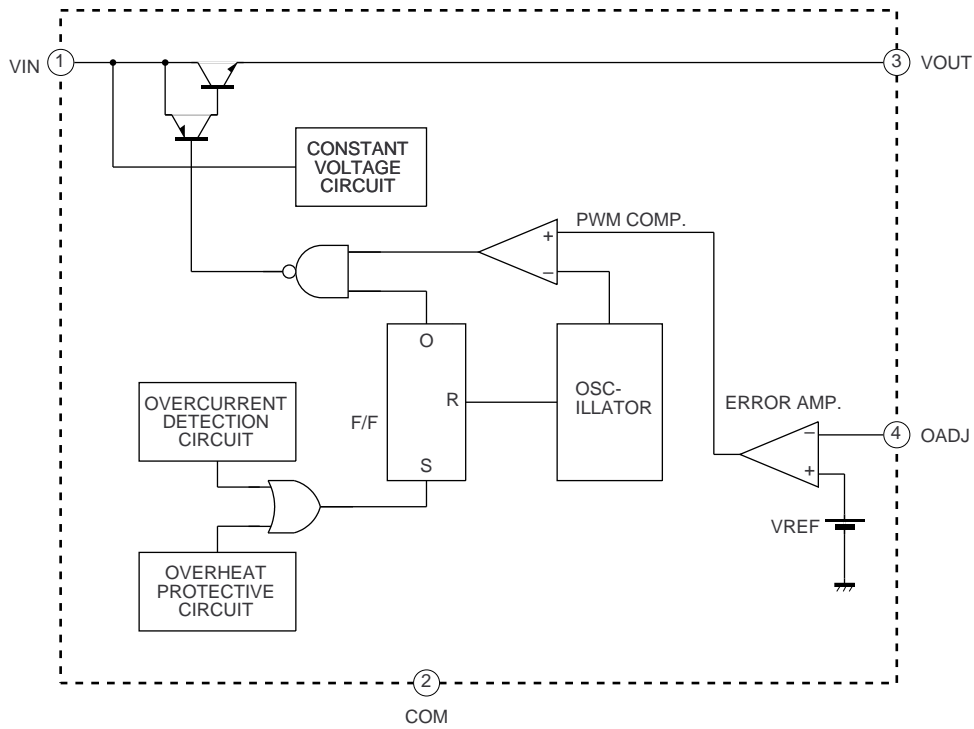 VIN
1
3
VOUT
CONSTANT
VOLTAGE
CIRCUIT
PWM COMP.
+
–
O
R
F/F
S
OSC-
ILLATOR
OVERCURRENT
DETECTION
CIRCUIT
ERROR AMP.
–
+
4
OADJ
VREF
OVERHEAT
PROTECTIVE
CIRCUIT
2
COM